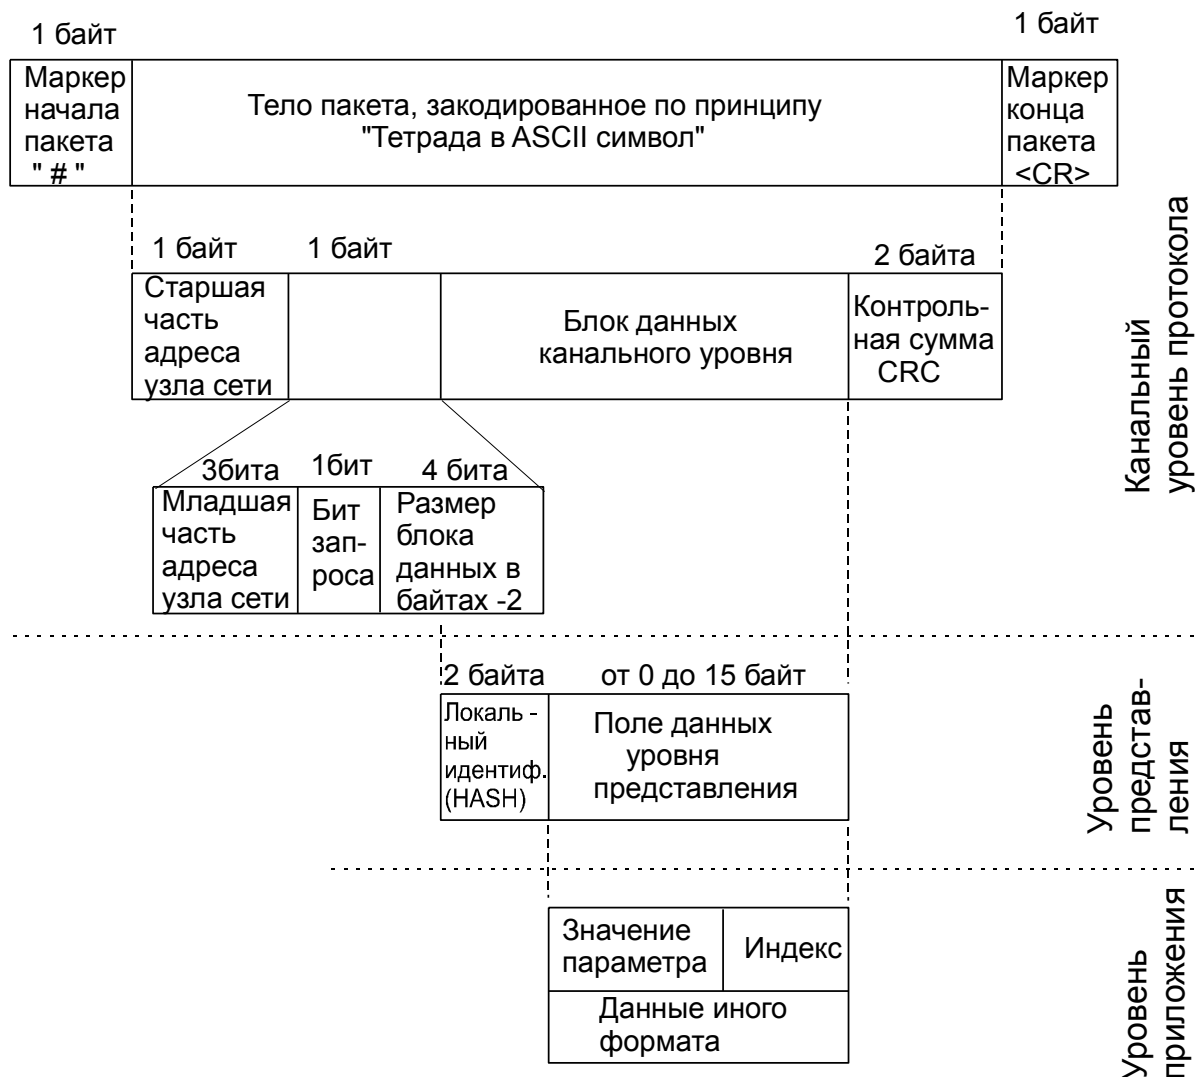 1 байт
1 байт
Маркер
начала
пакета
" # "
Тело пакета, закодированное по принципу
"Тетрада в ASCII символ"
Маркер
конца
пакета
<CR>
1 байт
1 байт
2 байта
Старшая
часть
адреса
узла сети
Блок данных
канального уровня
Контроль-
ная сумма
CRC
3бита
1бит
4 бита
Младшая
часть
адреса
узла сети
Бит
зап-
роса
Размер
блока
данных в
байтах -2
Канальный
уровень протокола
2 байта
от 0 до 15 байт
Локаль -
ный
идентиф.
(HASH)
Поле данных
уровня
представления
Уровень
представ-
ления
Значение
параметра
Индекс
Данные иного
формата
Уровень
приложения